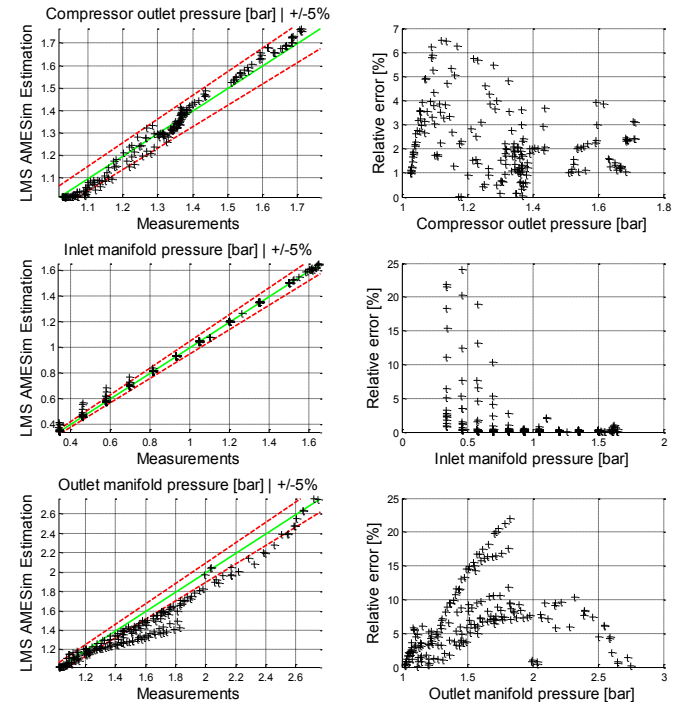 Compressor outlet pressure [bar] | +/-5%
LMS AMESim Estimation
1.7
1.6
1.5
1.4
1.3
1.2
1.1
1.1 1.2 1.3 1.4 1.5 1.6 1.7
Measurements
Relative error [%]
7
6
5
4
3
2
1
0
1 1.2 1.4 1.6 1.8
Compressor outlet pressure [bar]
Inlet manifold pressure [bar] | +/-5%
LMS AMESim Estimation
1.6
1.4
1.2
1
0.8
0.6
0.4
0.4 0.6 0.8 1 1.2 1.4 1.6
Measurements
Relative error [%]
25
20
15
10
5
0
0 0.5 1 1.5 2
Inlet manifold pressure [bar]
Outlet manifold pressure [bar] | +/-5%
LMS AMESim Estimation
2.6
2.4
2.2
2
1.8
1.6
1.4
1.2
1 1.2 1.4 1.6 1.8 2 2.2 2.4 2.6
Measurements
Relative error [%]
25
20
15
10
5
0
1 1.5 2 2.5 3
Outlet manifold pressure [bar]